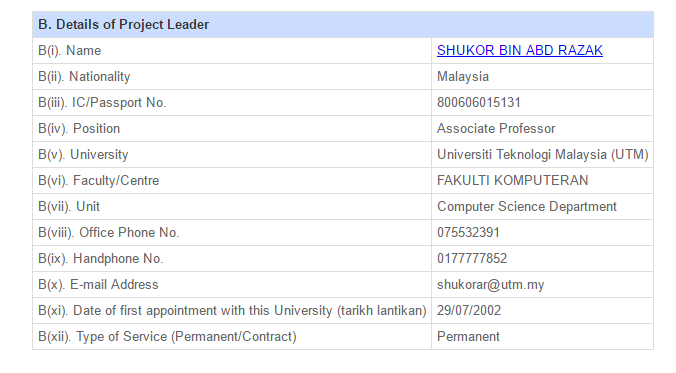 B. Details of Project Leader
B(i). Name SHUKOR BIN ABD RAZAK
B(ii). Nationality Malaysia
B(iii). IC/Passport No. 800606015131
B(iv). Position Associate Professor
B(v). University Universiti Teknologi Malaysia (UTM)
B(vi). Faculty/Centre FAKULTI KOMPUTERAN
B(vii). Unit Computer Science Department
B(viii). Office Phone No. 075532391
B(ix). Handphone No. 0177777852
B(x). E-mail Address shukorar@utm.my
B(xi). Date of first appointment with this University (tarikh lantikan) 29/07/2002
B(xii). Type of Service (Permanent/Contract) Permanent